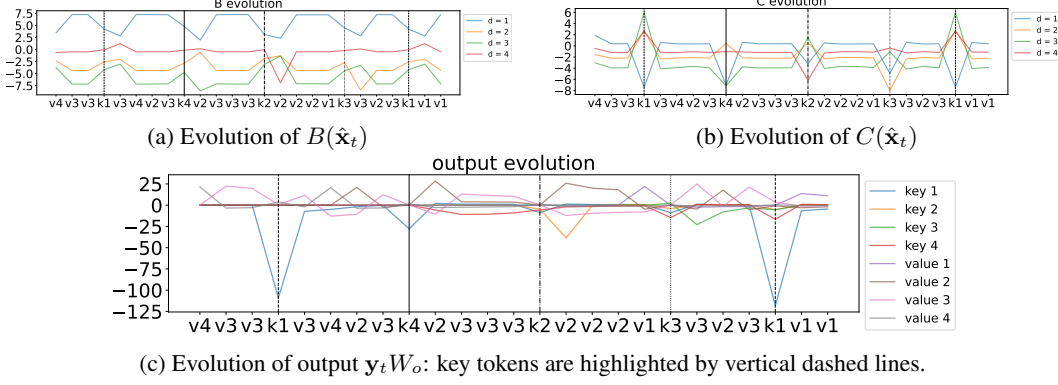 B evolution
7.5
5.0
2.5
0.0
−2.5
−5.0
−7.5
v4 v3 v3 k1 v3 v4 v2 v3 k4 v2 v3 v3 v3 k2 v2 v2 v2 v1 k3 v3 v2 v3 k1 v1 v1
d = 1
d = 2
d = 3
d = 4
(a) Evolution of B(x̂ₜ)
C evolution
6
4
2
0
−2
−4
−6
−8
v4 v3 v3 k1 v3 v4 v2 v3 k4 v2 v3 v3 v3 k2 v2 v2 v2 v1 k3 v3 v2 v3 k1 v1 v1
d = 1
d = 2
d = 3
d = 4
(b) Evolution of C(x̂ₜ)
output evolution
25
0
−25
−50
−75
−100
−125
v4 v3 v3 k1 v3 v4 v2 v3 k4 v2 v3 v3 v3 k2 v2 v2 v2 v1 k3 v3 v2 v3 k1 v1 v1
key 1
key 2
key 3
key 4
value 1
value 2
value 3
value 4
(c) Evolution of output yₜWₒ: key tokens are highlighted by vertical dashed lines.